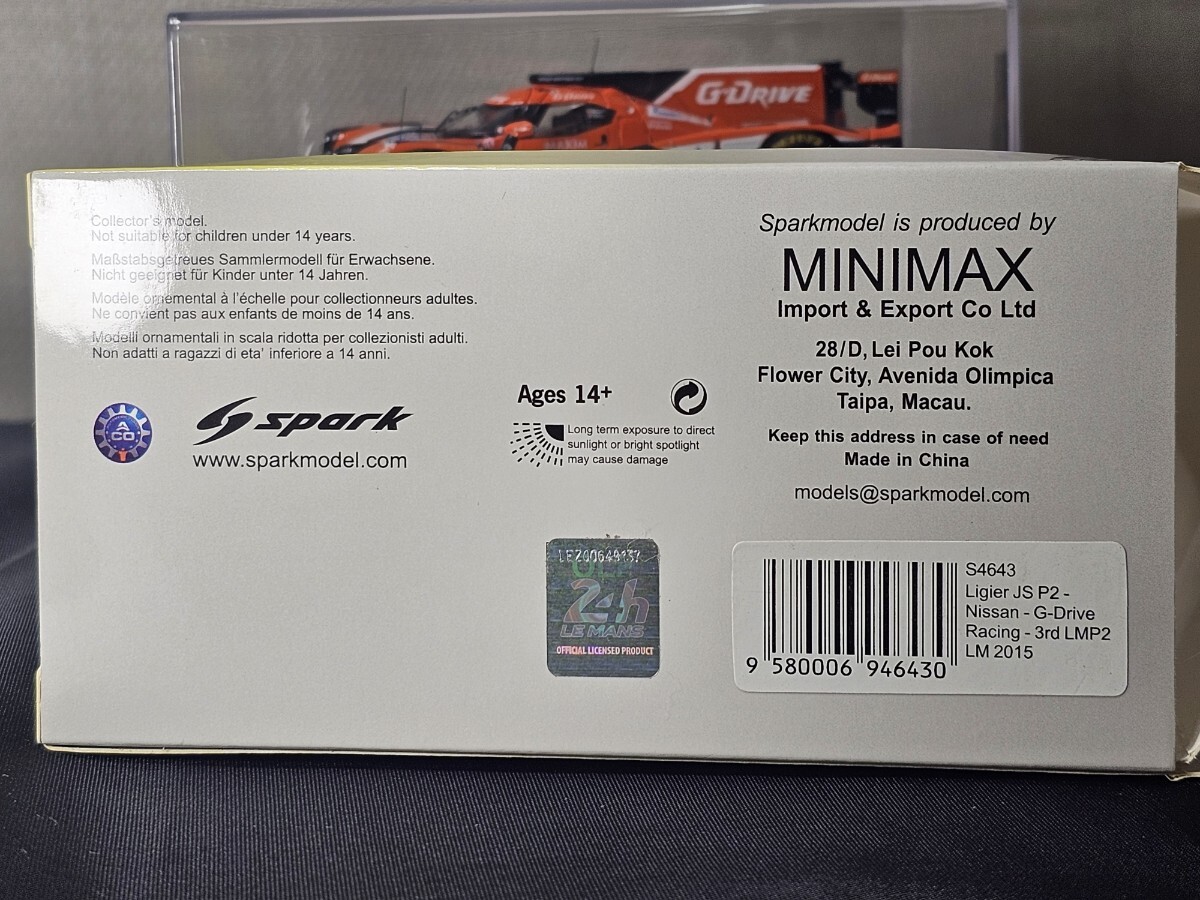 G-DRIVE
Collector's model.
Not suitable for children under 14 years.
Maßstabsgetreues Sammlermodell für Erwachsene.
Nicht geeignet für Kinder unter 14 Jahren.
Modèle ornemental à l'échelle pour collectionneurs adultes.
Ne convient pas aux enfants de moins de 14 ans.
Modelli ornamentali in scala ridotta per collezionisti adulti.
Non adatti a ragazzi di eta' inferiore a 14 anni.
ACO
spark
www.sparkmodel.com
Ages 14+
Long term exposure to direct
sunlight or bright spotlight
may cause damage
Sparkmodel is produced by
MINIMAX
Import & Export Co Ltd
28/D, Lei Pou Kok
Flower City, Avenida Olimpica
Taipa, Macau.
Keep this address in case of need
Made in China
models@sparkmodel.com
24h
LE MANS
OFFICIAL LICENSED PRODUCT
S4643
Ligier JS P2 -
Nissan - G-Drive
Racing - 3rd LMP2
LM 2015
9 580006 946430